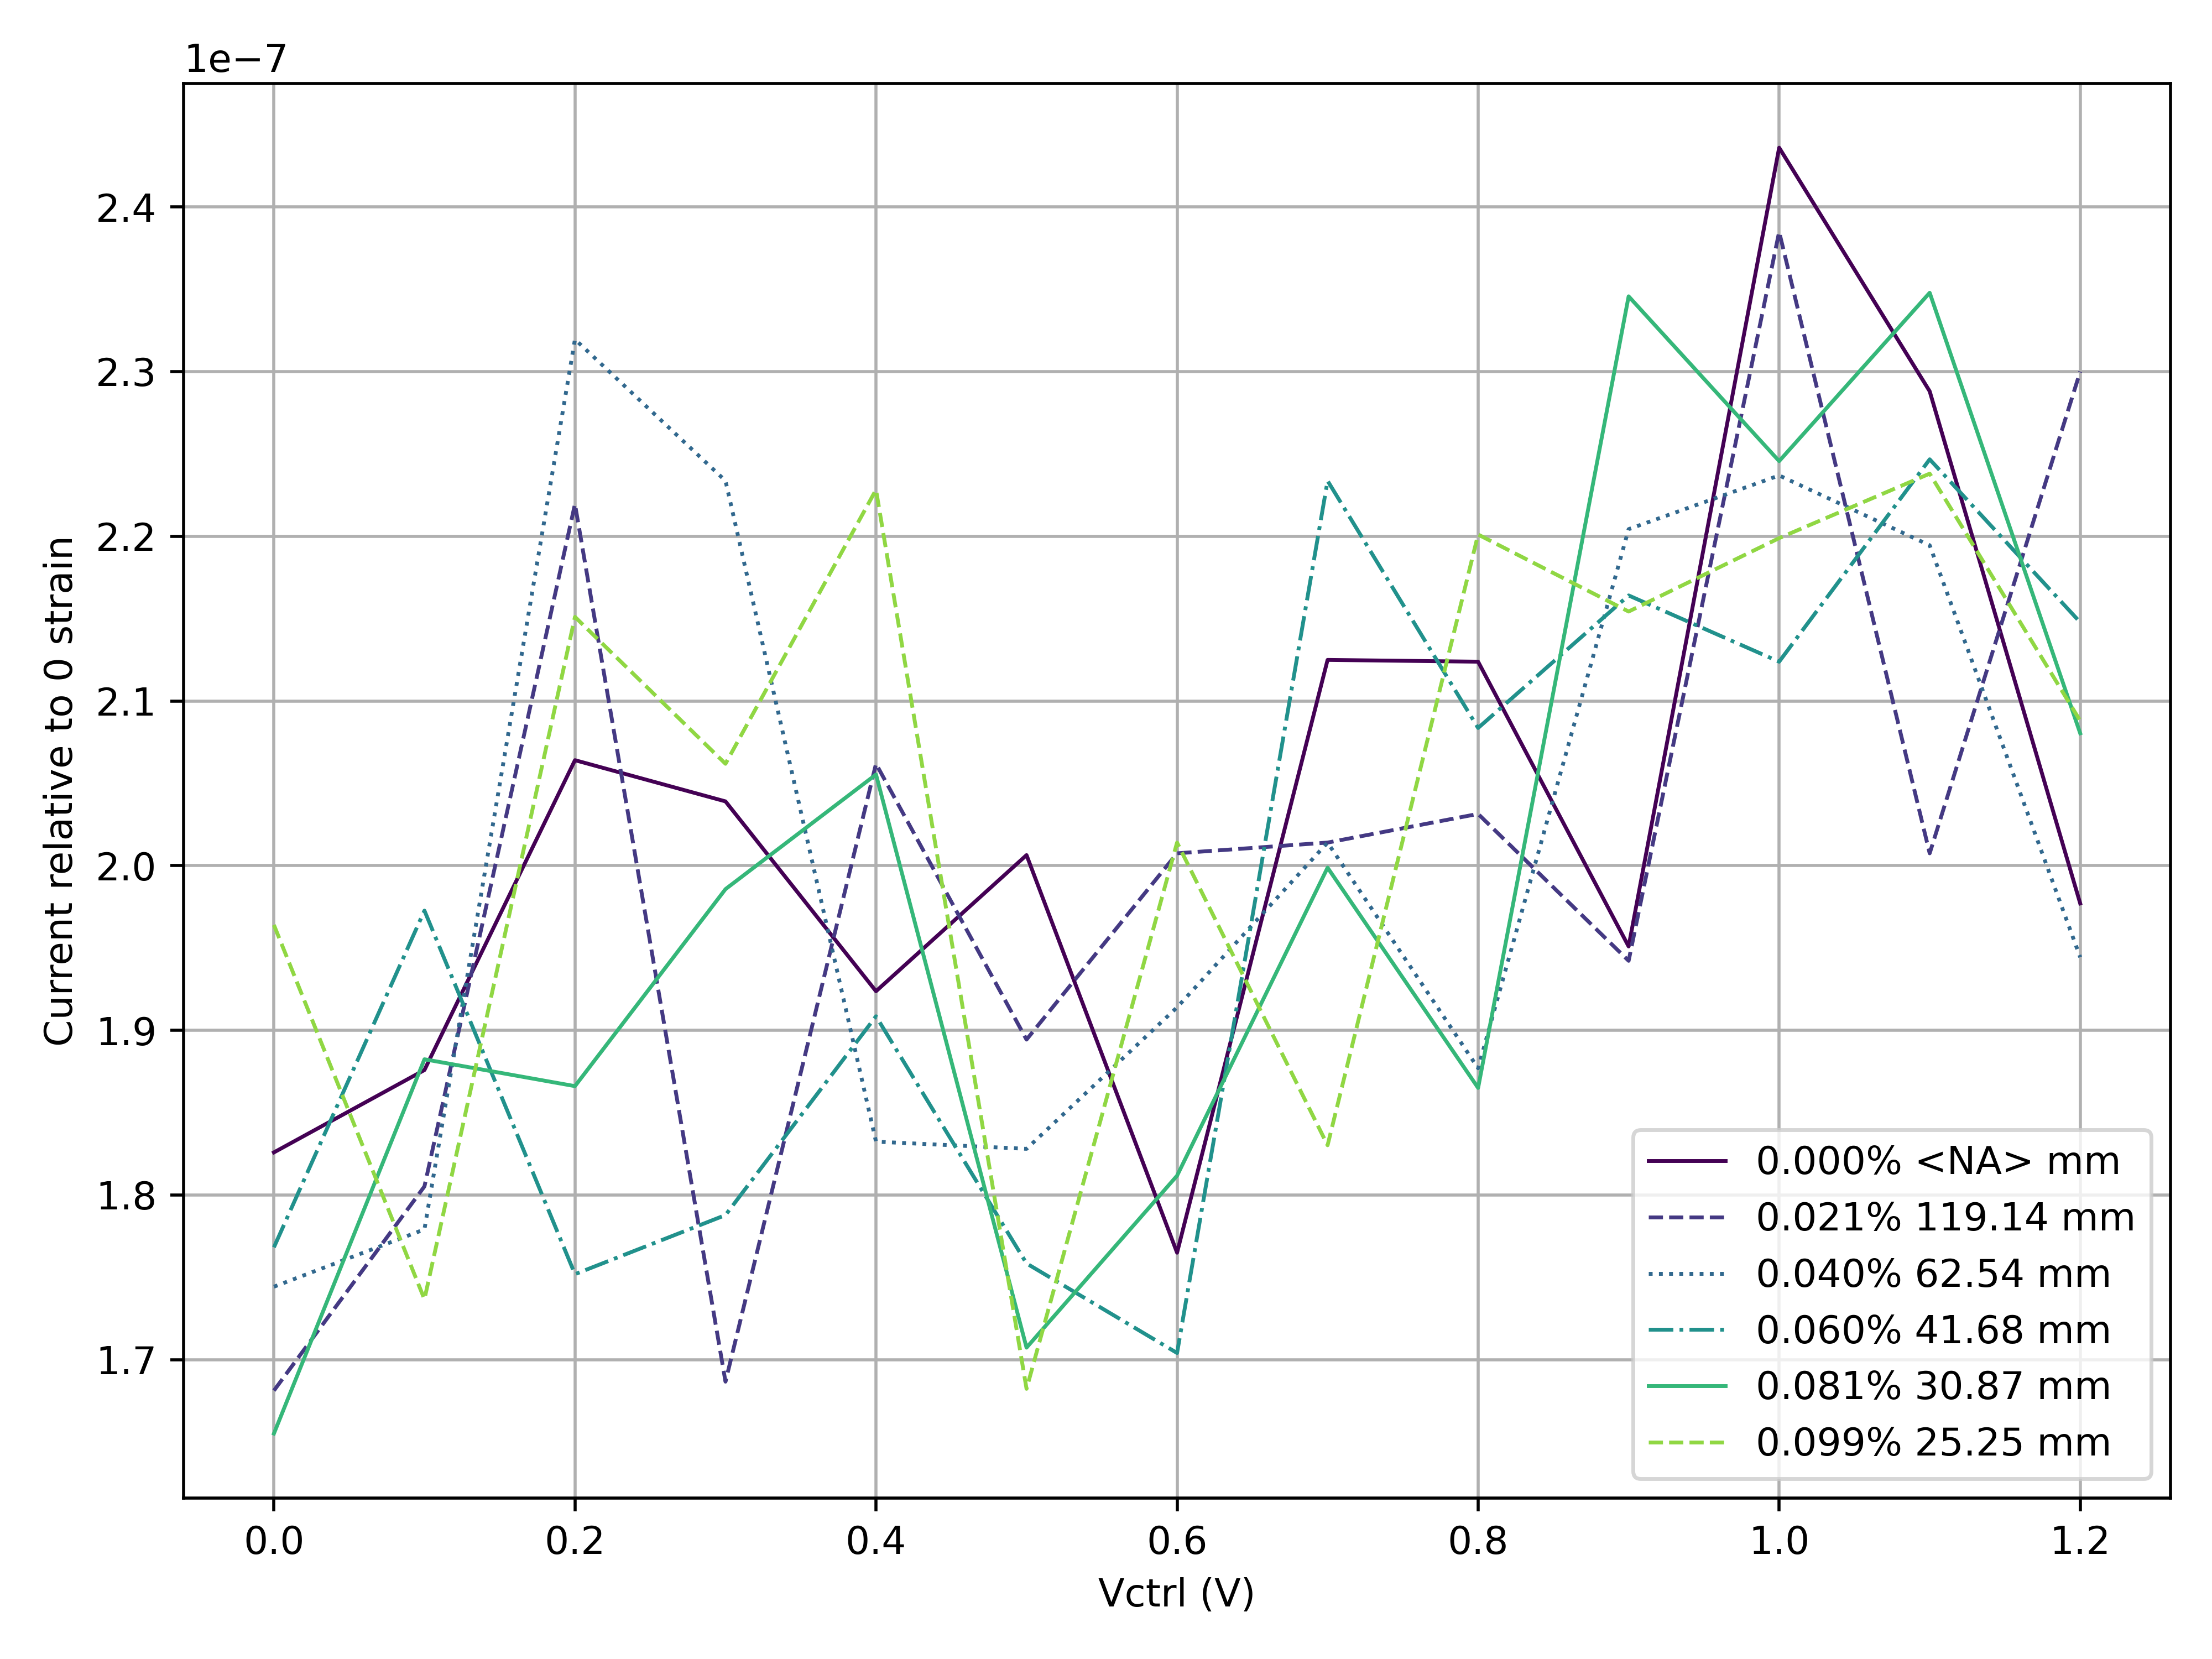 1e−7
2.4
2.3
2.2
2.1
2.0
1.9
1.8
1.7
Current relative to 0 strain
0.000% <NA> mm
0.021% 119.14 mm
0.040% 62.54 mm
0.060% 41.68 mm
0.081% 30.87 mm
0.099% 25.25 mm
0.0 0.2 0.4 0.6 0.8 1.0 1.2
Vctrl (V)